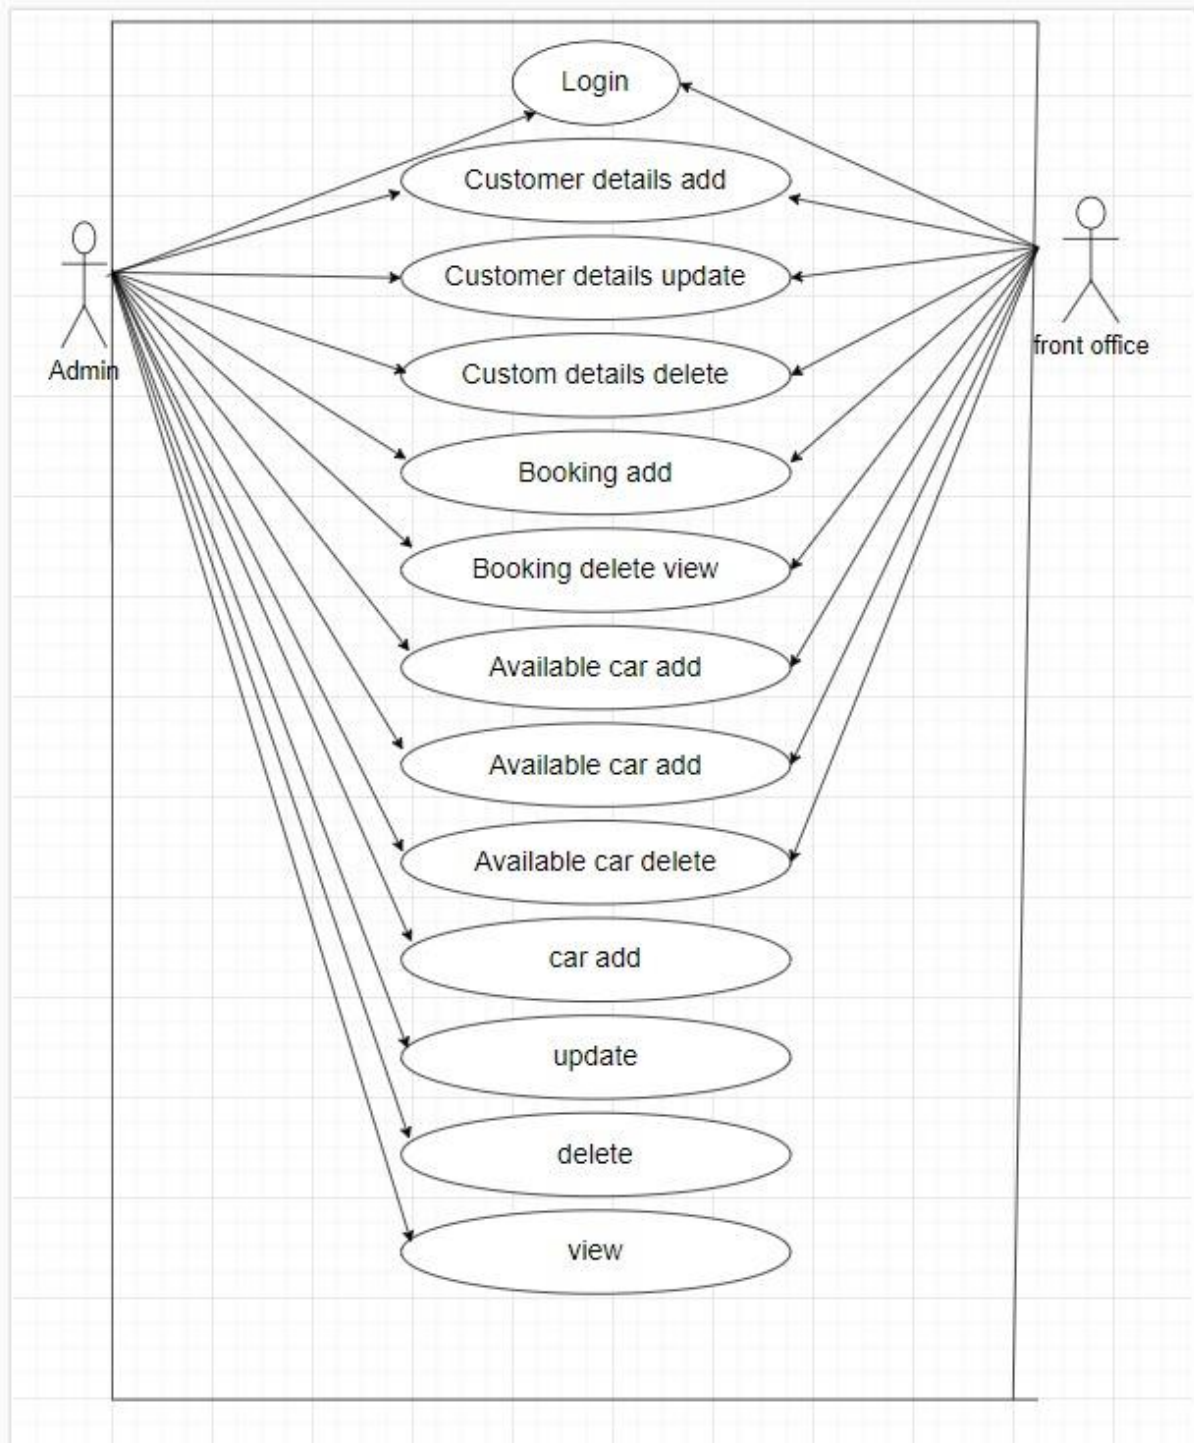 Login
Customer details add
Customer details update
Admin
front office
Custom details delete
Booking add
Booking delete view
Available car add
Available car add
Available car delete
car add
update
delete
view